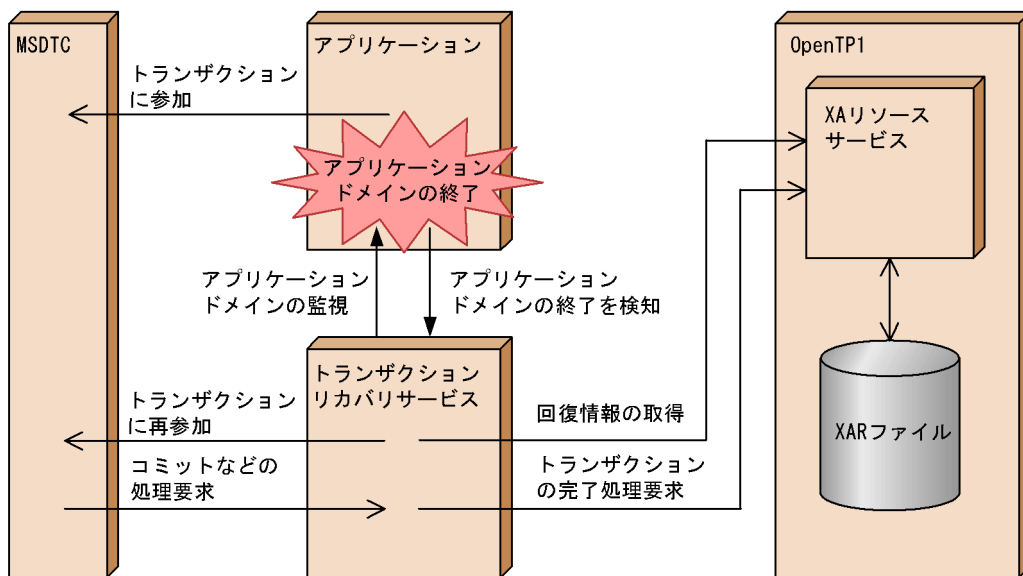 MSDTC
アプリケーション
OpenTP1
トランザクション
に参加
XAリソース
サービス
アプリケーション
ドメインの終了
アプリケーション
ドメインの監視
アプリケーション
ドメインの終了を検知
トランザクション
リカバリサービス
トランザクション
に再参加
回復情報の取得
XARファイル
コミットなどの
処理要求
トランザクション
の完了処理要求